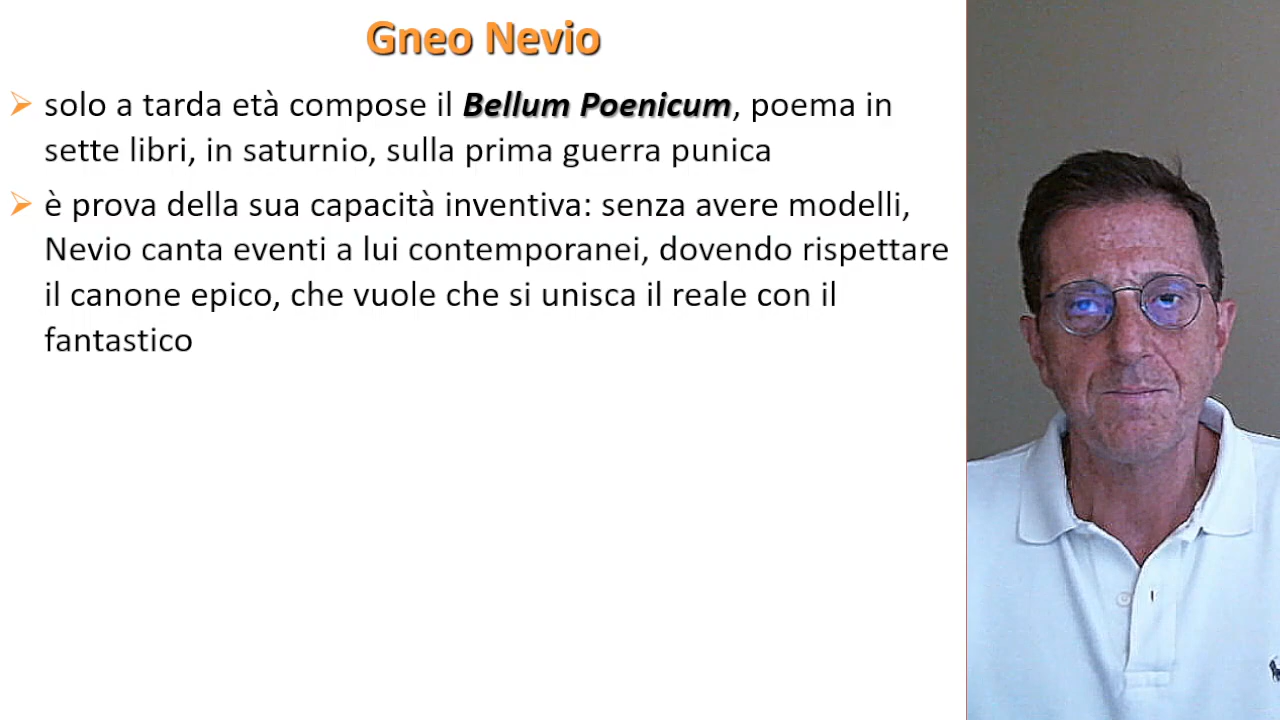 Gneo Nevio
solo a tarda età compose il Bellum Poenicum, poema in
sette libri, in saturnio, sulla prima guerra punica
è prova della sua capacità inventiva: senza avere modelli,
Nevio canta eventi a lui contemporanei, dovendo rispettare
il canone epico, che vuole che si unisca il reale con il
fantastico